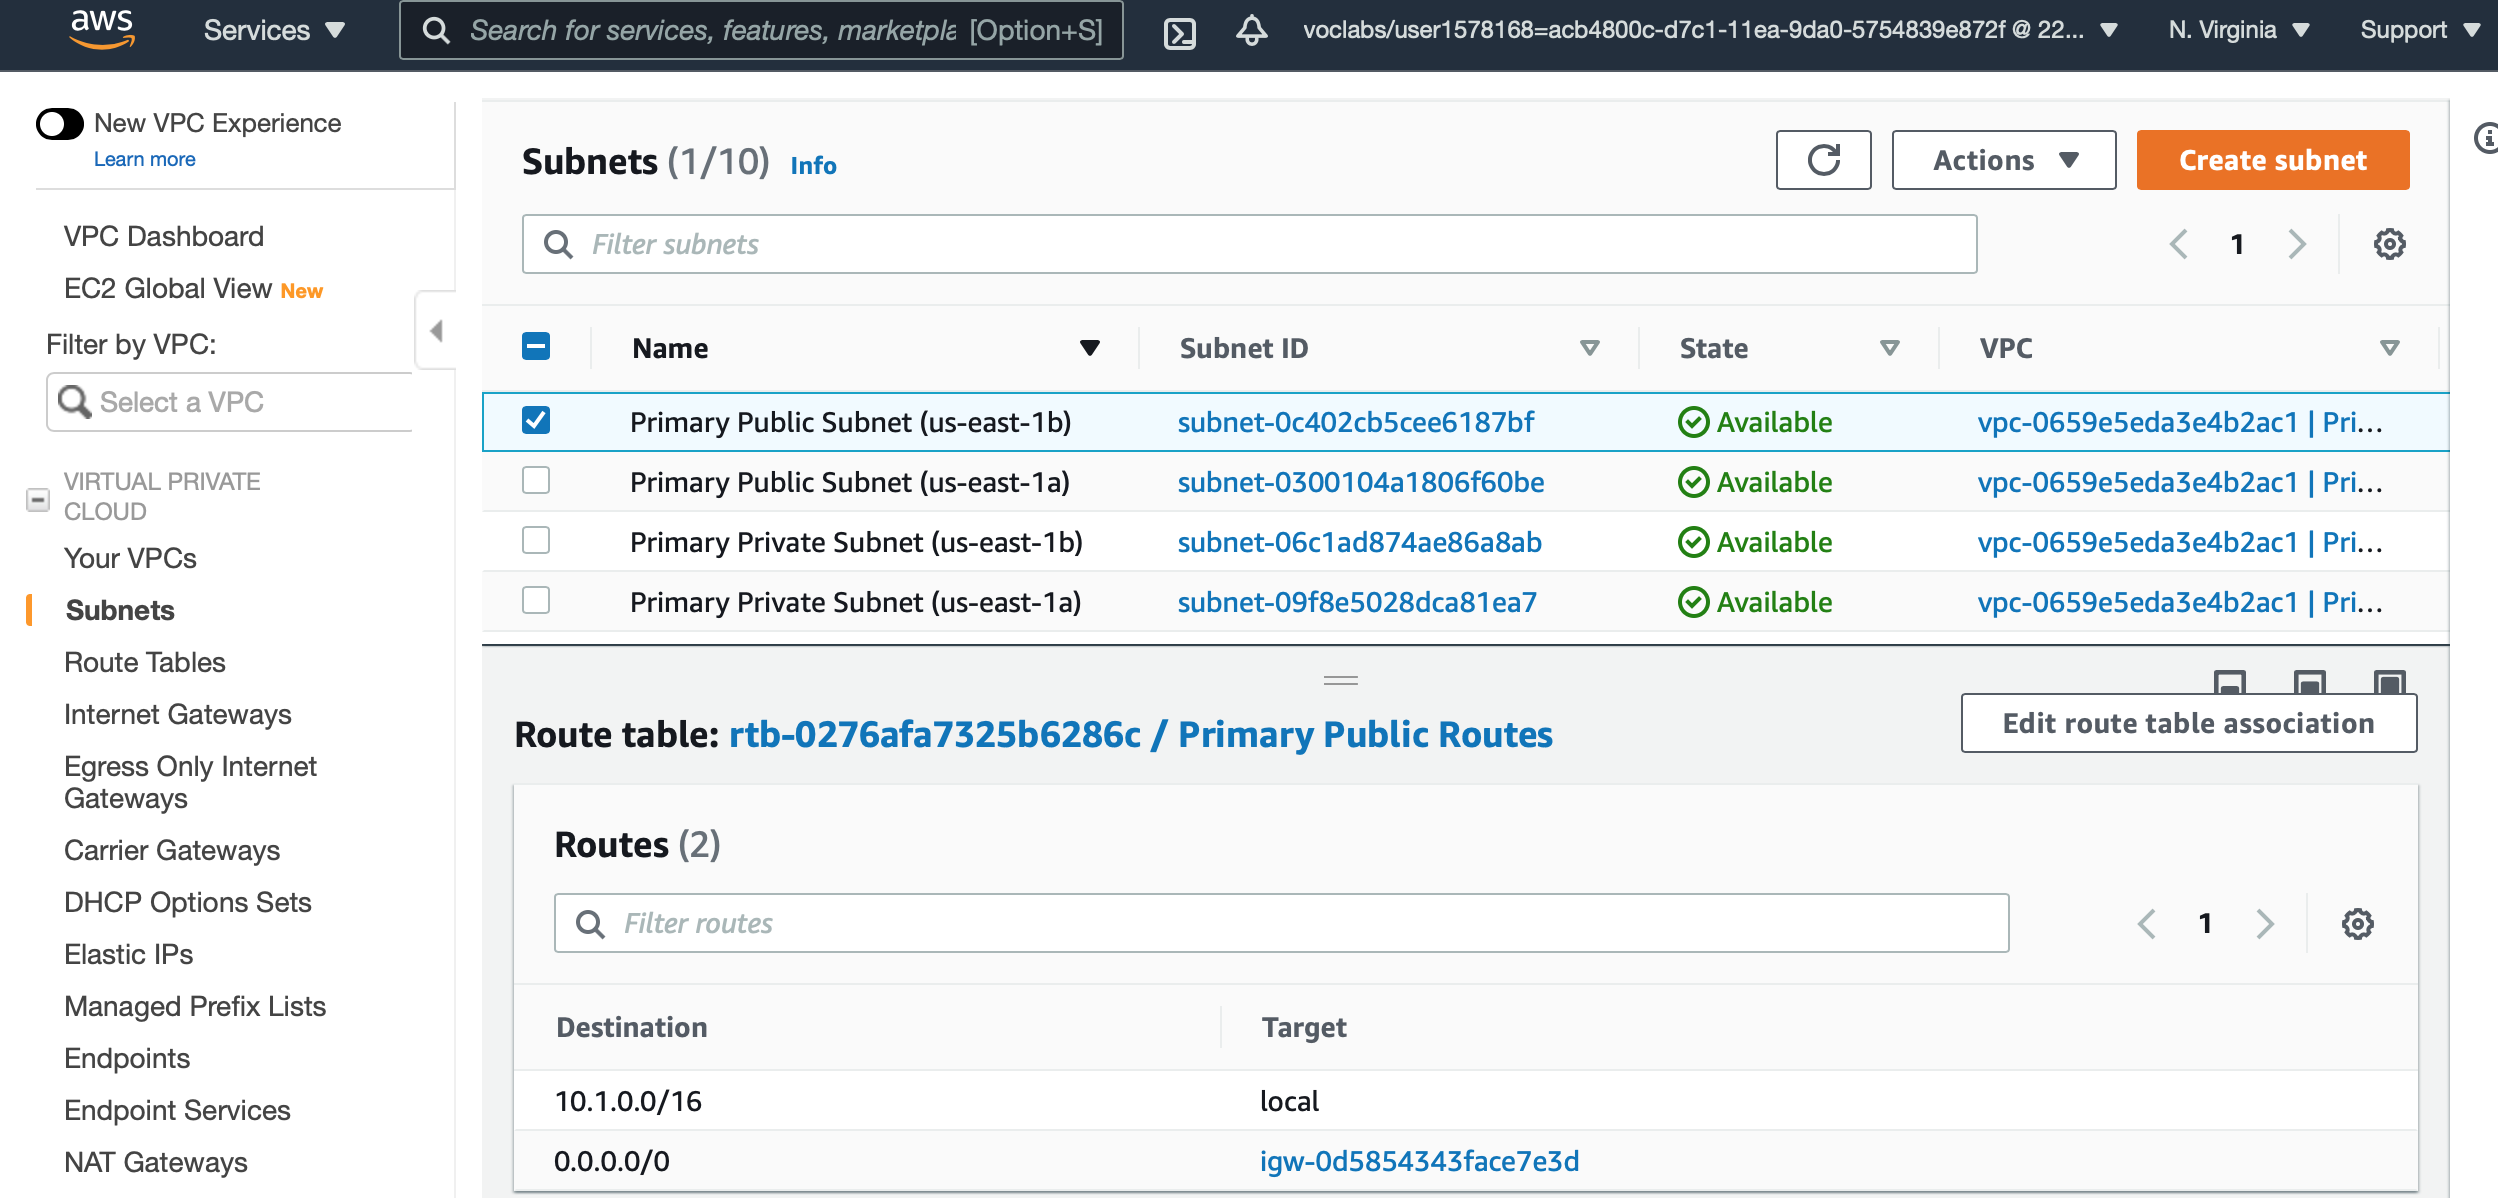 aws Services Search for services, features, marketpla [Option+S] voclabs/user1578168=acb4800c-d7c1-11ea-9da0-5754839e872f @ 22... N. Virginia Support
New VPC Experience
Learn more
VPC Dashboard
EC2 Global View New
Filter by VPC:
Select a VPC
VIRTUAL PRIVATE
CLOUD
Your VPCs
Subnets
Route Tables
Internet Gateways
Egress Only Internet
Gateways
Carrier Gateways
DHCP Options Sets
Elastic IPs
Managed Prefix Lists
Endpoints
Endpoint Services
NAT Gateways
Subnets (1/10) Info Actions Create subnet
Filter subnets 1
Name Subnet ID State VPC
Primary Public Subnet (us-east-1b) subnet-0c402cb5cee6187bf Available vpc-0659e5eda3e4b2ac1 | Pri...
Primary Public Subnet (us-east-1a) subnet-0300104a1806f60be Available vpc-0659e5eda3e4b2ac1 | Pri...
Primary Private Subnet (us-east-1b) subnet-06c1ad874ae86a8ab Available vpc-0659e5eda3e4b2ac1 | Pri...
Primary Private Subnet (us-east-1a) subnet-09f8e5028dca81ea7 Available vpc-0659e5eda3e4b2ac1 | Pri...
Route table: rtb-0276afa7325b6286c / Primary Public Routes Edit route table association
Routes (2)
Filter routes 1
Destination Target
10.1.0.0/16 local
0.0.0.0/0 igw-0d5854343face7e3d